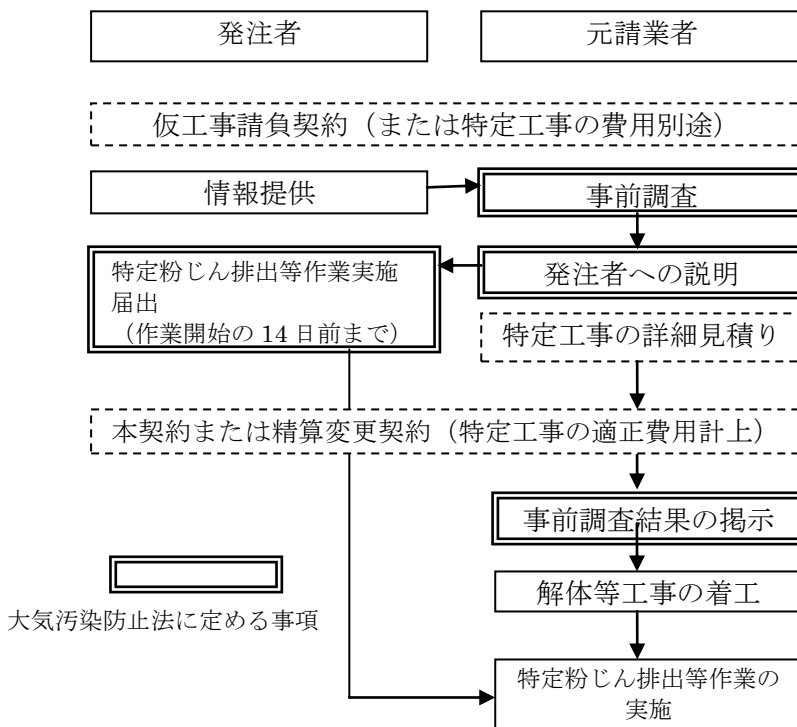 発注者
元請業者
仮工事請負契約（または特定工事の費用別途）
情報提供
事前調査
特定粉じん排出等作業実施
届出
（作業開始の 14 日前まで）
発注者への説明
特定工事の詳細見積り
本契約または精算変更契約（特定工事の適正費用計上）
事前調査結果の掲示
解体等工事の着工
大気汚染防止法に定める事項
特定粉じん排出等作業の
実施